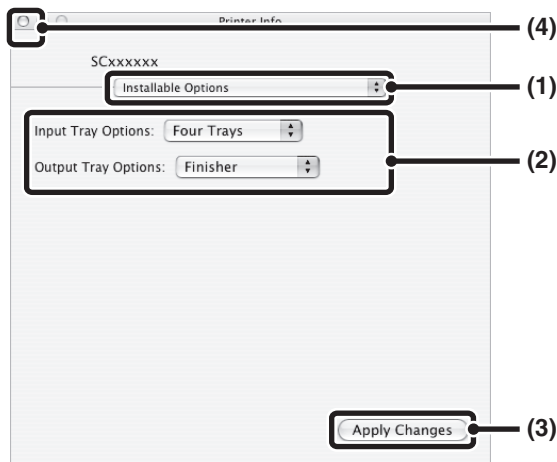 Printer Info
(4)
SCxxxxxx
Installable Options
(1)
Input Tray Options: Four Trays
(2)
Output Tray Options: Finisher
Apply Changes
(3)